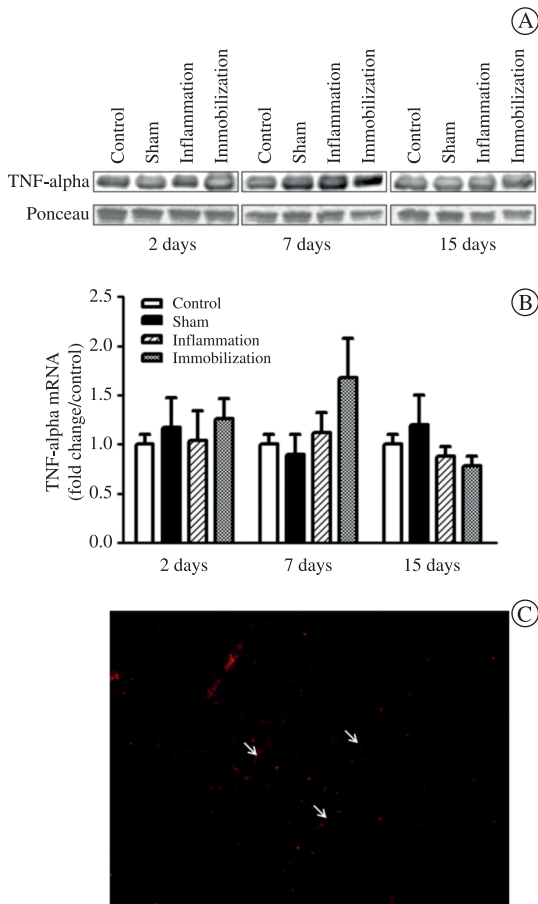 A
Control
Sham
Inflammation
Immobilization
Control
Sham
Inflammation
Immobilization
Control
Sham
Inflammation
Immobilization
TNF-alpha
Ponceau
2 days
7 days
15 days
B
TNF-alpha mRNA
(fold change/control)
2.5
2.0
1.5
1.0
0.5
0.0
Control
Sham
Inflammation
Immobilization
2 days
7 days
15 days
C